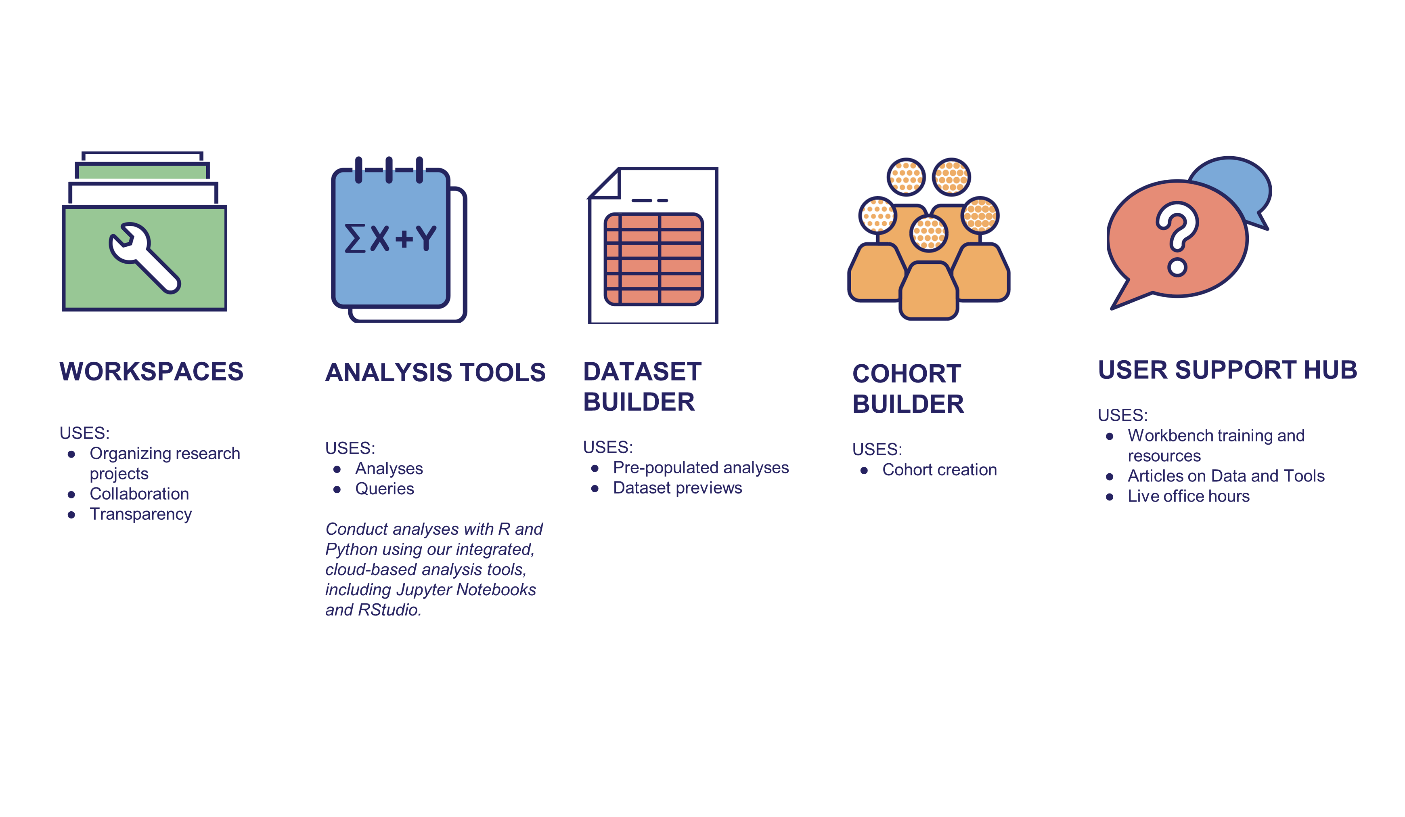 ΣX+Y
WORKSPACES
USES:
● Organizing research
projects
● Collaboration
● Transparency
ANALYSIS TOOLS
USES:
● Analyses
● Queries
Conduct analyses with R and
Python using our integrated,
cloud-based analysis tools,
including Jupyter Notebooks
and RStudio.
DATASET
BUILDER
USES:
● Pre-populated analyses
● Dataset previews
COHORT
BUILDER
USES:
● Cohort creation
?
USER SUPPORT HUB
USES:
● Workbench training and
resources
● Articles on Data and Tools
● Live office hours